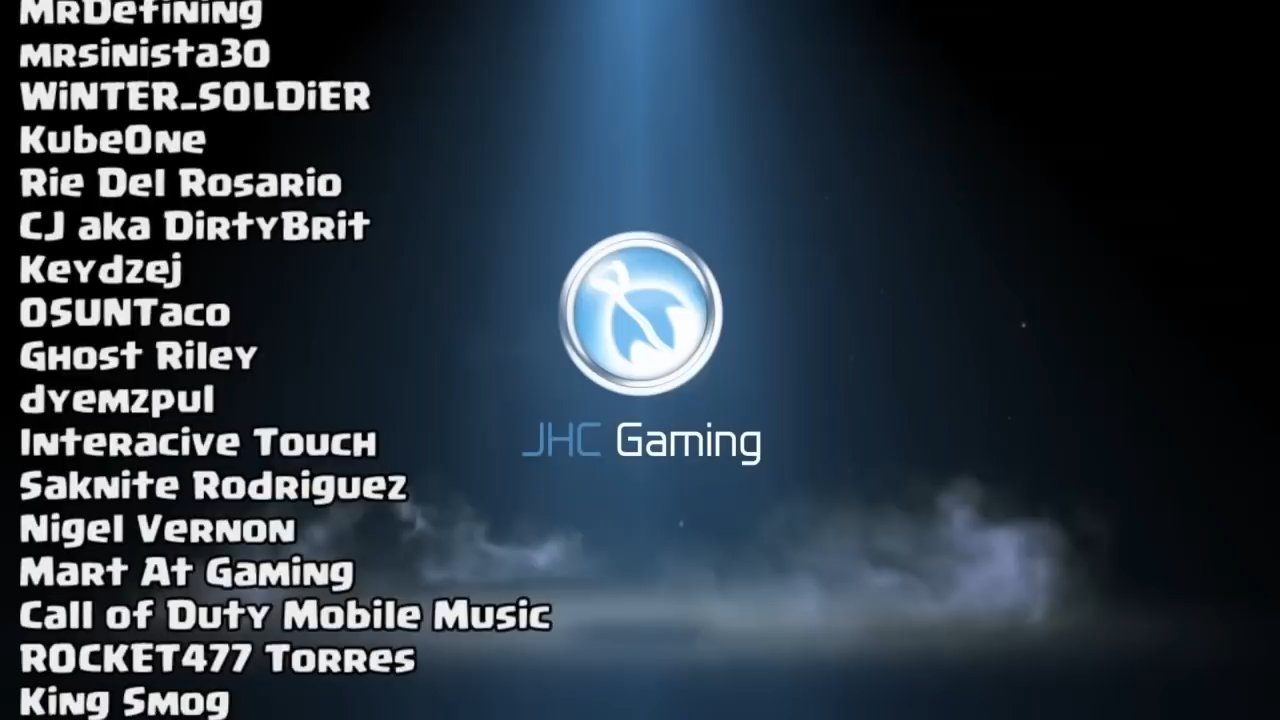 MrDefining
mrsinista30
WiNTER_SOLDiER
KubeOne
Rie Del Rosario
CJ aka DirtyBrit
Keydzej
OSUNTaco
Ghost Riley
dyemzpul
Interacive Touch
Saknite Rodriguez
Nigel Vernon
Mart At Gaming
Call of Duty Mobile Music
ROCKET477 Torres
King Smog
JHC Gaming